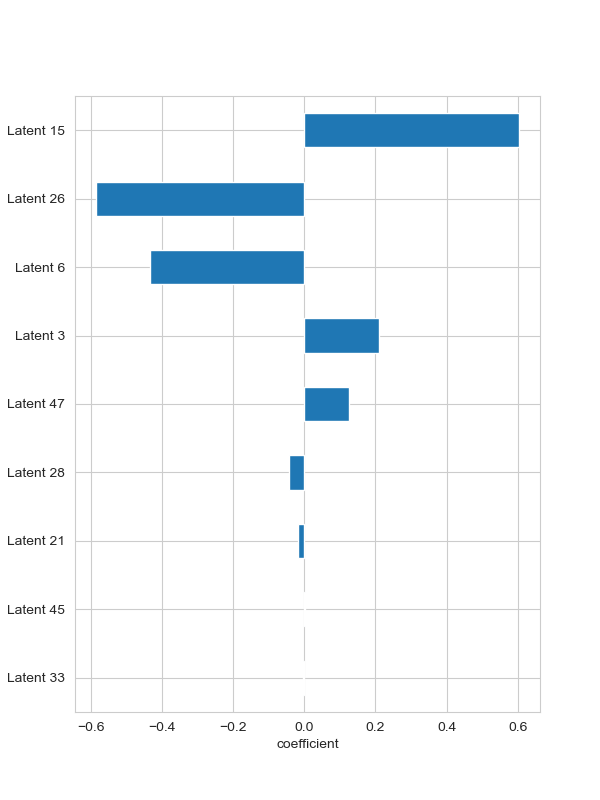 Latent 15
Latent 26
Latent 6
Latent 3
Latent 47
Latent 28
Latent 21
Latent 45
Latent 33
−0.6 −0.4 −0.2 0.0 0.2 0.4 0.6
coefficient